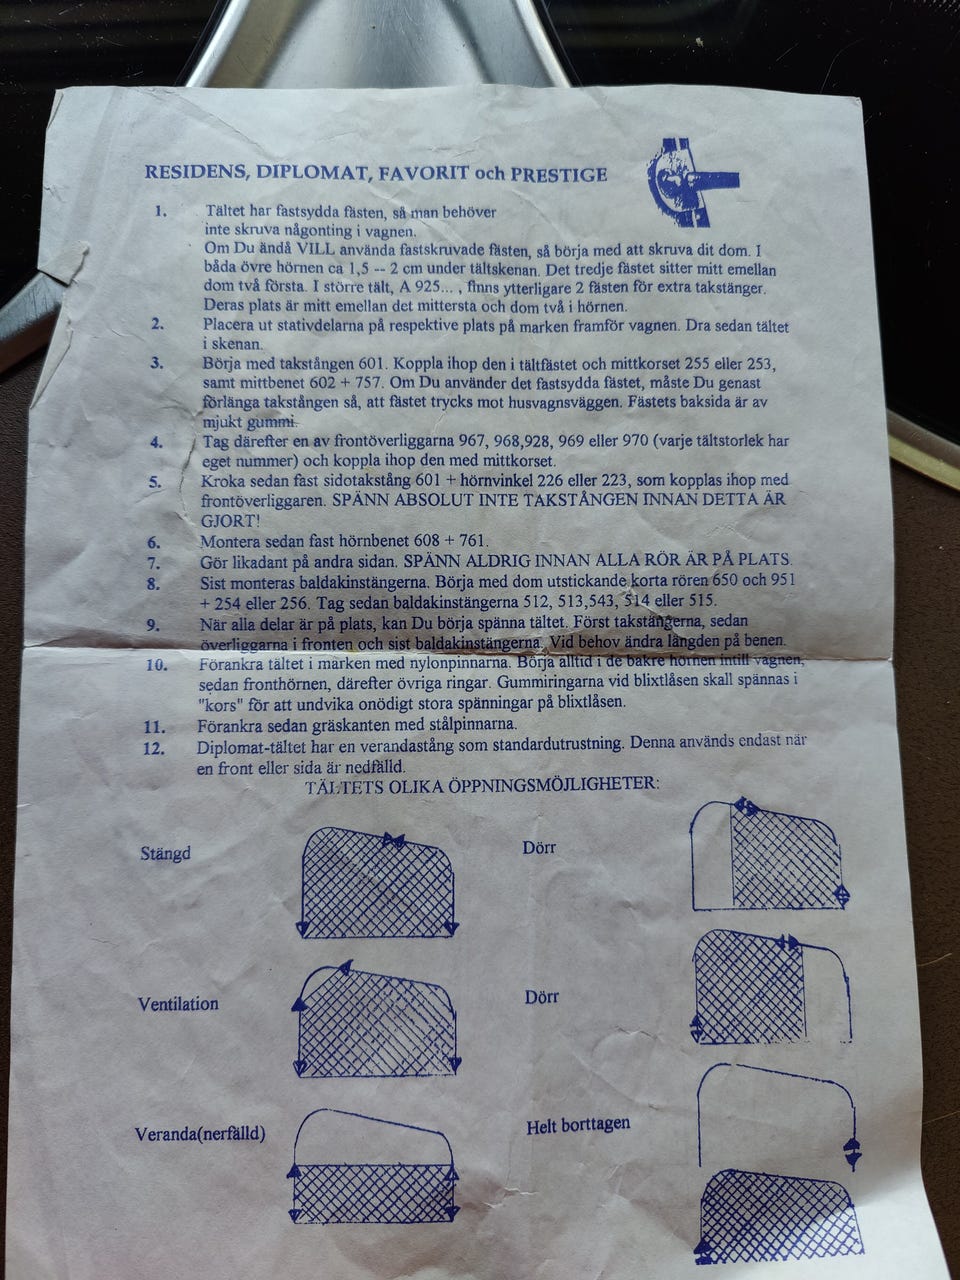 RESIDENS, DIPLOMAT, FAVORIT och PRESTIGE
1. Tältet har fastsydda fästen, så man behöver
inte skruva någonting i vagnen.
Om Du ändå VILL använda fastskruvade fästen, så börja med att skruva dit dom. I
båda övre hörnen ca 1,5 -- 2 cm under tältskenan. Det tredje fästet sitter mitt emellan
dom två första. I större tält, A 925... , finns ytterligare 2 fästen för extra takstänger.
Deras plats är mitt emellan det mittersta och dom två i hörnen.
2. Placera ut stativdelarna på respektive plats på marken framför vagnen. Dra sedan tältet
i skenan.
3. Börja med takstången 601. Koppla ihop den i tältfästet och mittkorset 255 eller 253,
samt mittbenet 602 + 757. Om Du använder det fastsydda fästet, måste Du genast
förlänga takstången så, att fästet trycks mot husvagnsväggen. Fästets baksida är av
mjukt gummi.
4. Tag därefter en av frontöverliggarna 967, 968,928, 969 eller 970 (varje tältstorlek har
eget nummer) och koppla ihop den med mittkorset.
5. Kroka sedan fast sidotakstång 601 + hörnvinkel 226 eller 223, som kopplas ihop med
frontöverliggaren. SPÄNN ABSOLUT INTE TAKSTÅNGEN INNAN DETTA ÄR
GJORT!
6. Montera sedan fast hörnbenet 608 + 761.
7. Gör likadant på andra sidan. SPÄNN ALDRIG INNAN ALLA RÖR ÄR PÅ PLATS.
8. Sist monteras baldakinstängerna. Börja med dom utstickande korta rören 650 och 951
+ 254 eller 256. Tag sedan baldakinstängerna 512, 513,543, 514 eller 515.
9. När alla delar är på plats, kan Du börja spänna tältet. Först takstängerna, sedan
överliggarna i fronten och sist baldakinstängerna. Vid behov ändra längden på benen.
10. Förankra tältet i marken med nylonpinnarna. Börja alltid i de bakre hörnen intill vagnen,
sedan fronthörnen, därefter övriga ringar. Gummiringarna vid blixtlåsen skall spännas i
"kors" för att undvika onödigt stora spänningar på blixtlåsen.
11. Förankra sedan gräskanten med stålpinnarna.
12. Diplomat-tältet har en verandastång som standardutrustning. Denna används endast när
en front eller sida är nedfälld.
TÄLTETS OLIKA ÖPPNINGSMÖJLIGHETER:
Stängd
Dörr
Ventilation
Dörr
Veranda(nerfälld)
Helt borttagen